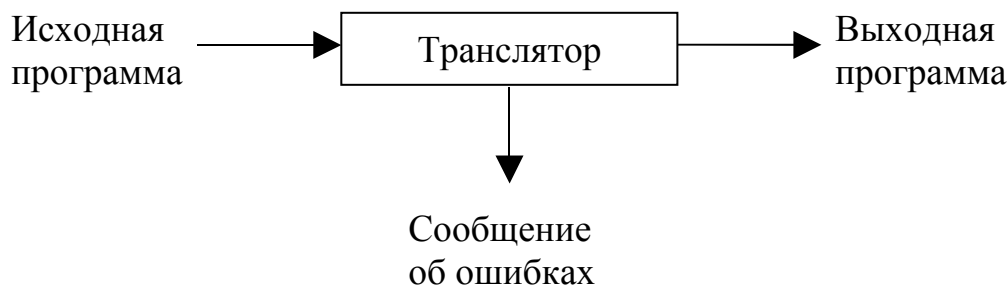 Исходная
программа
Транслятор
Выходная
программа
Сообщение
об ошибках